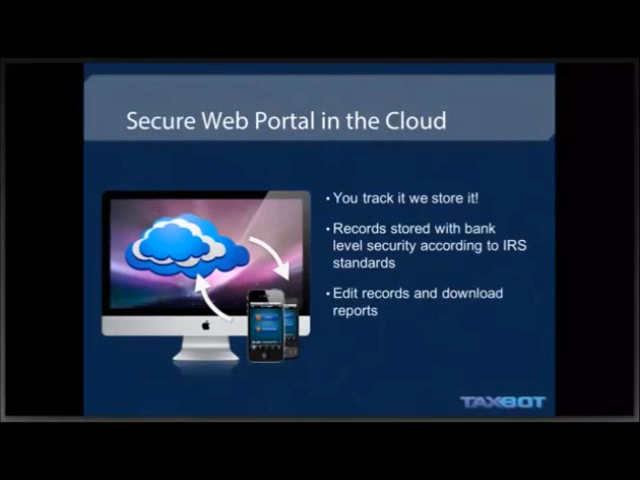 Secure Web Portal in the Cloud
• You track it we store it!
• Records stored with bank
level security according to IRS
standards
• Edit records and download
reports
TAXBOT